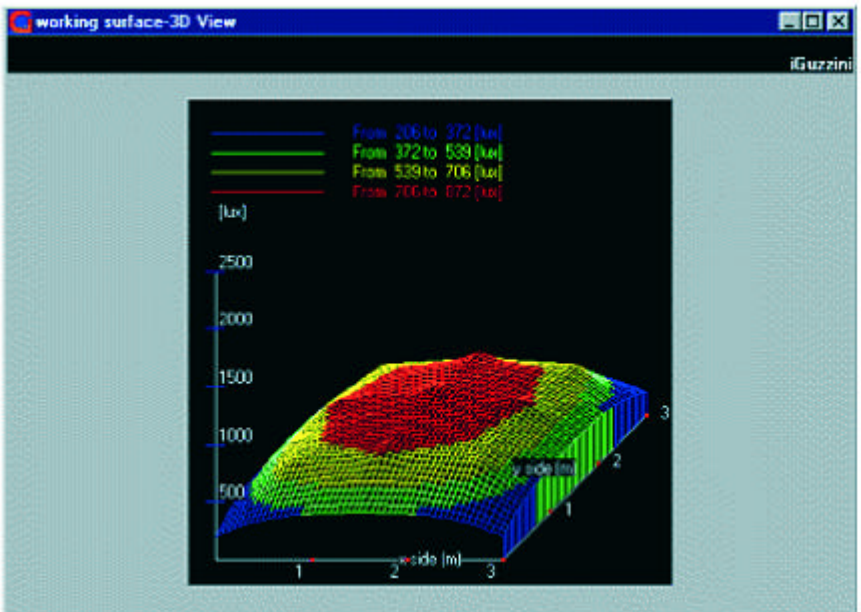 working surface-3D View
iGuzzini
From 206 to 372 [lux]
From 372 to 539 [lux]
From 539 to 706 [lux]
From 706 to 872 [lux]
[lux]
2500
2000
1500
1000
500
3
2
1
y side [m]
x side [m]
1
2
3